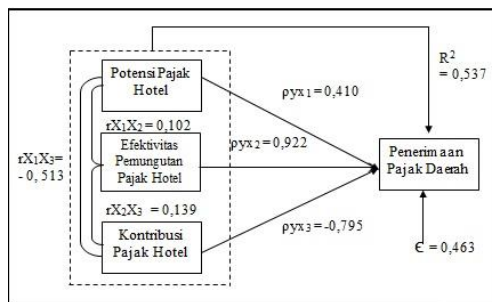 Potensi Pajak
Hotel
R²
= 0,537
ρyx₁=0,410
rX₁X₂= 0,102
ρyx₂=0,922
Efektivitas
Pemungutan
Pajak Hotel
rX₁X₃=
- 0, 513
Penerimaan
Pajak Daerah
rX₂X₃ = 0,139
ρyx₃=-0,795
Kontribusi
Pajak Hotel
Є = 0,463